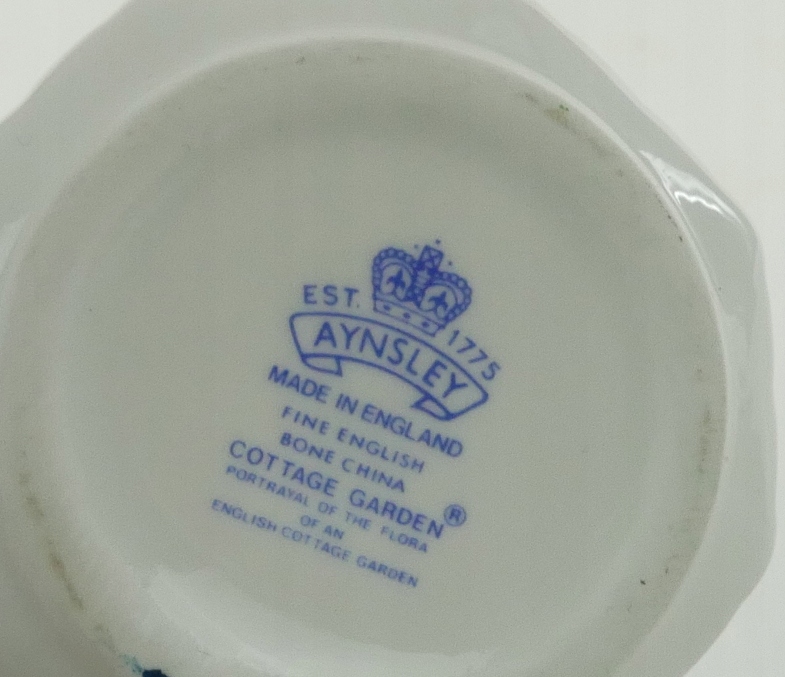 EST. 1775
AYNSLEY
MADE IN ENGLAND
FINE ENGLISH
BONE CHINA
COTTAGE GARDEN®
PORTRAYAL OF THE FLORA
OF AN
ENGLISH COTTAGE GARDEN